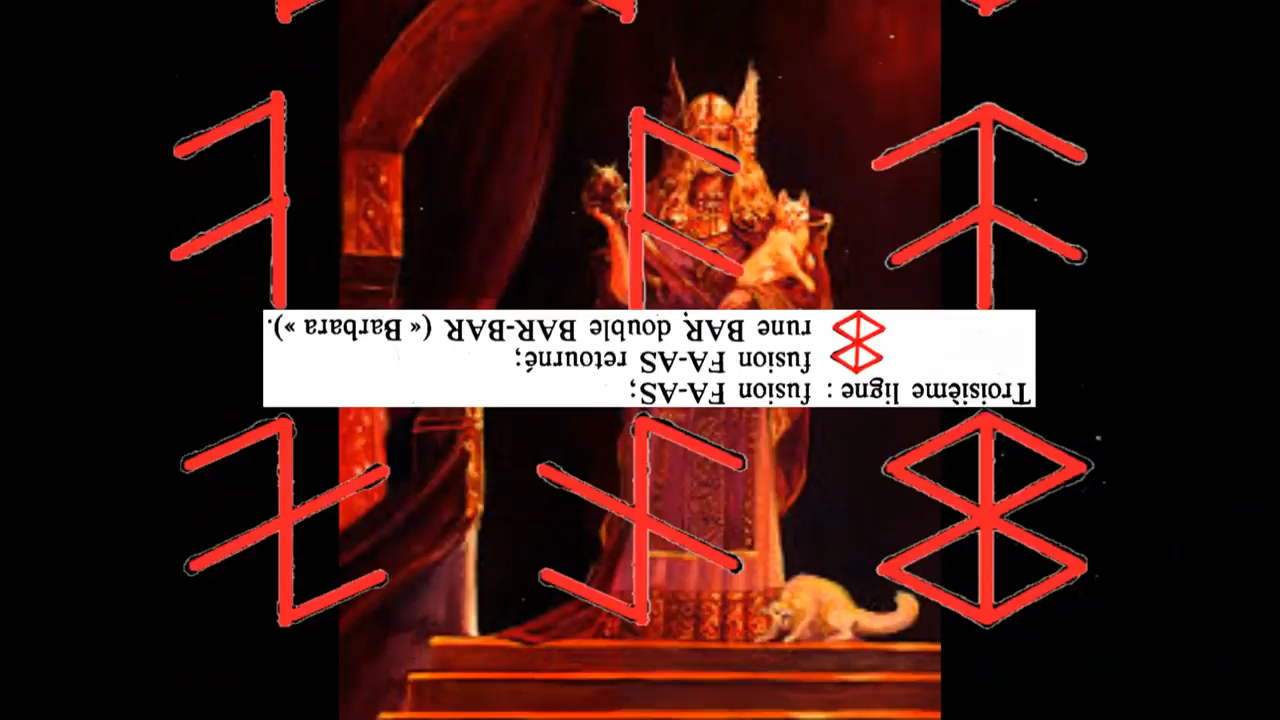 Troisième ligne : fusion FA-AS;
fusion FA-AS retourné;
rune BAR, double BAR-BAR (« Barbara »).